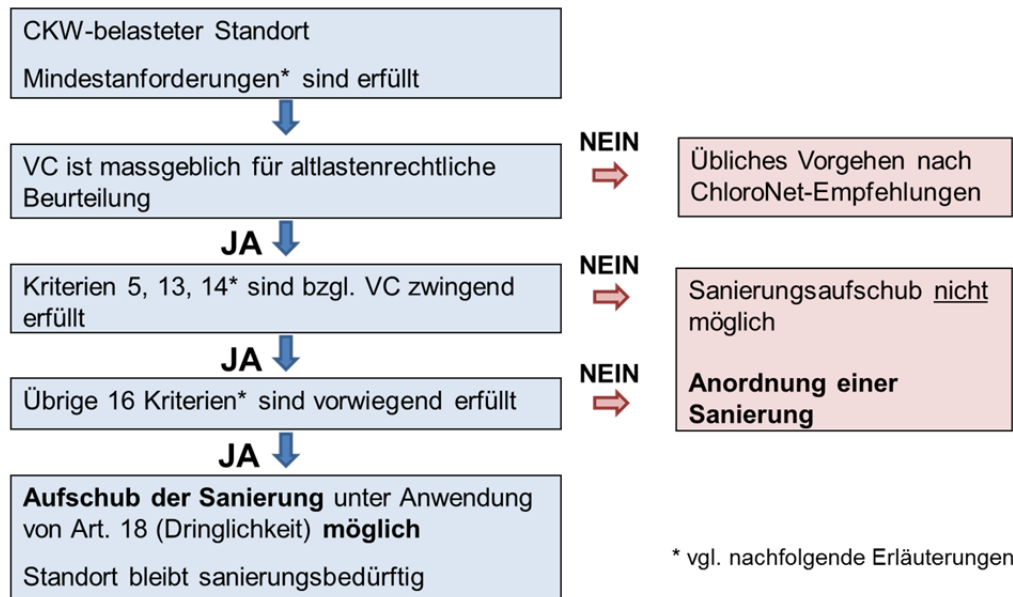 CKW-belasteter Standort
Mindestanforderungen* sind erfüllt
VC ist massgeblich für altlastenrechtliche
Beurteilung
NEIN
Übliches Vorgehen nach
ChloroNet-Empfehlungen
JA
Kriterien 5, 13, 14* sind bzgl. VC zwingend
erfüllt
NEIN
Sanierungsaufschub nicht
möglich
Anordnung einer
Sanierung
JA
Übrige 16 Kriterien* sind vorwiegend erfüllt
NEIN
JA
Aufschub der Sanierung unter Anwendung
von Art. 18 (Dringlichkeit) möglich
Standort bleibt sanierungsbedürftig
* vgl. nachfolgende Erläuterungen